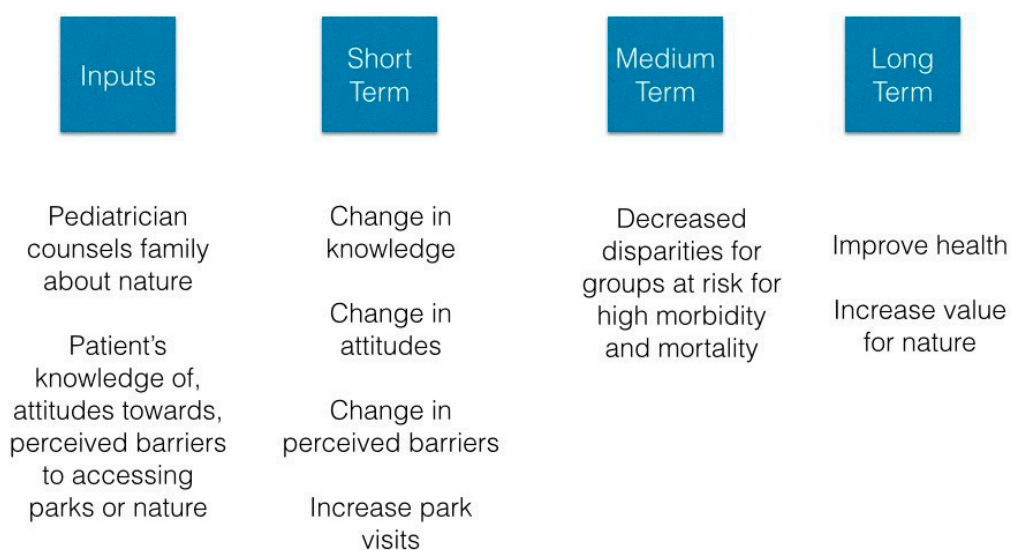 Inputs
Short
Term
Medium
Term
Long
Term
Pediatrician
counsels family
about nature
Patient’s
knowledge of,
attitudes towards,
perceived barriers
to accessing
parks or nature
Change in
knowledge
Change in
attitudes
Change in
perceived barriers
Increase park
visits
Decreased
disparities for
groups at risk for
high morbidity
and mortality
Improve health
Increase value
for nature